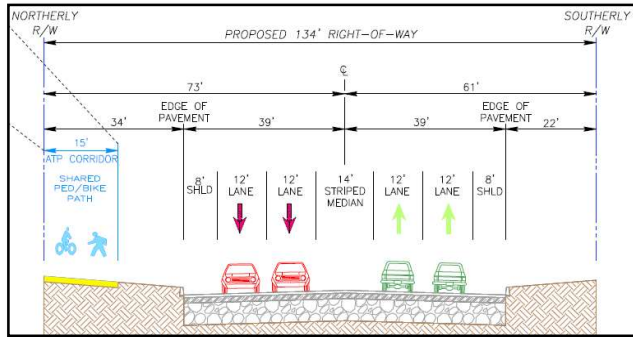 NORTHERLY
R/W
PROPOSED 134' RIGHT-OF-WAY
SOUTHERLY
R/W
℄
73'
61'
34'
EDGE OF
PAVEMENT
39'
39'
EDGE OF
PAVEMENT
22'
15'
ATP CORRIDOR
SHARED
PED/BIKE
PATH
8'
SHLD
12'
LANE
12'
LANE
14'
STRIPED
MEDIAN
12'
LANE
12'
LANE
8'
SHLD